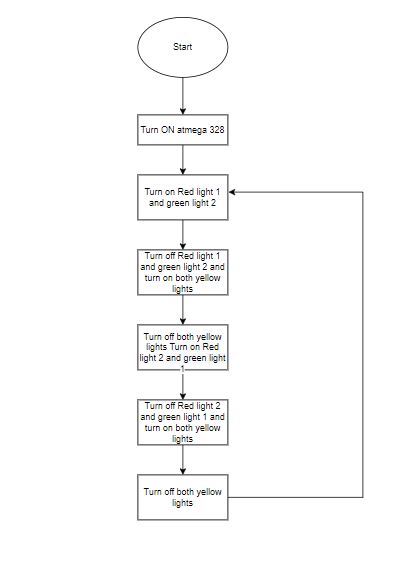 Start
Turn ON atmega 328
Turn on Red light 1
and green light 2
Turn off Red light 1
and green light 2 and
turn on both yellow
lights
Turn off both yellow
lights Turn on Red
light 2 and green light
1
Turn off Red light 2
and green light 1 and
turn on both yellow
lights
Turn off both yellow
lights